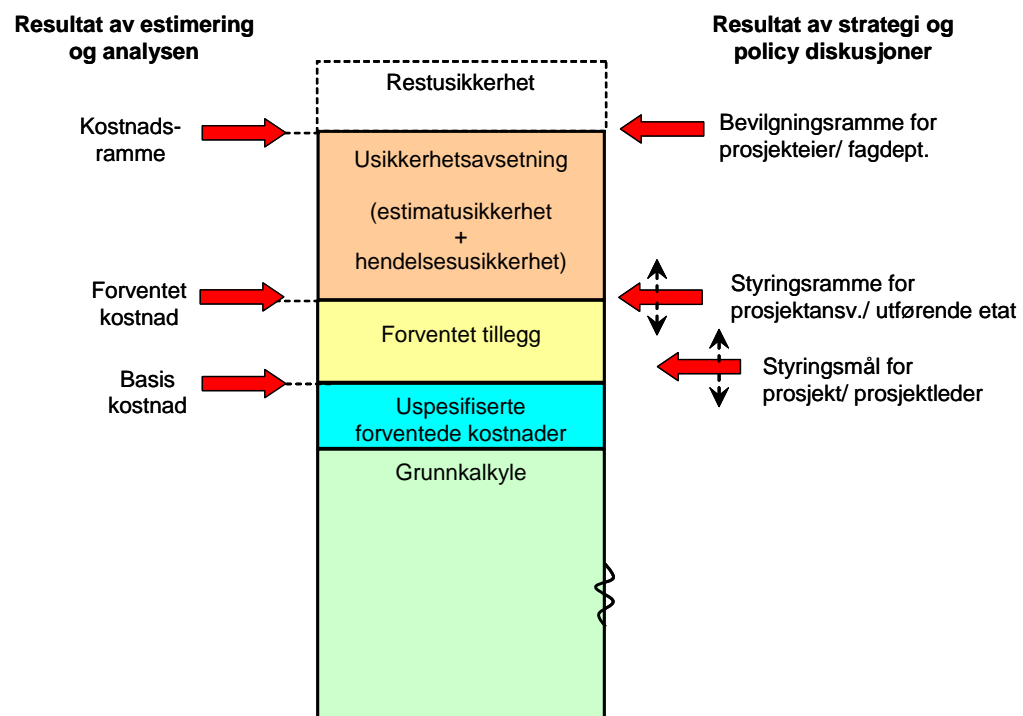 Resultat av estimering
og analysen
Resultat av strategi og
policy diskusjoner
Restusikkerhet
Kostnads-
ramme
Bevilgningsramme for
prosjekteier/ fagdept.
Usikkerhetsavsetning
(estimatusikkerhet
+
hendelsesusikkerhet)
Forventet
kostnad
Styringsramme for
prosjektansv./ utførende etat
Forventet tillegg
Styringsmål for
prosjekt/ prosjektleder
Basis
kostnad
Uspesifiserte
forventede kostnader
Grunnkalkyle